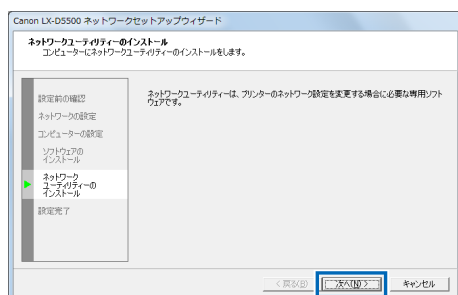 Canon LX-D5500 ネットワークセットアップウィザード
ネットワークユーティリティーのインストール
コンピューターにネットワークユーティリティーのインストールをします。
設定前の確認
ネットワークの設定
コンピューターの設定
ソフトウェアの
インストール
ネットワーク
ユーティリティーの
インストール
設定完了
ネットワークユーティリティーは、プリンターのネットワーク設定を変更する場合に必要な専用ソフト
ウェアです。
< 戻る(B)
次へ(N) >
キャンセル